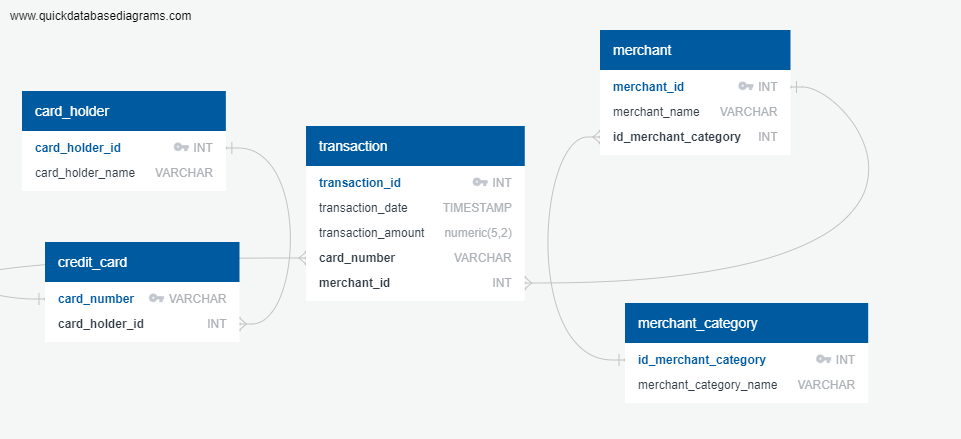 www.quickdatabasediagrams.com
card_holder
card_holder_id INT
card_holder_name VARCHAR
credit_card
card_number VARCHAR
card_holder_id INT
transaction
transaction_id INT
transaction_date TIMESTAMP
transaction_amount numeric(5,2)
card_number VARCHAR
merchant_id INT
merchant
merchant_id INT
merchant_name VARCHAR
id_merchant_category INT
merchant_category
id_merchant_category INT
merchant_category_name VARCHAR